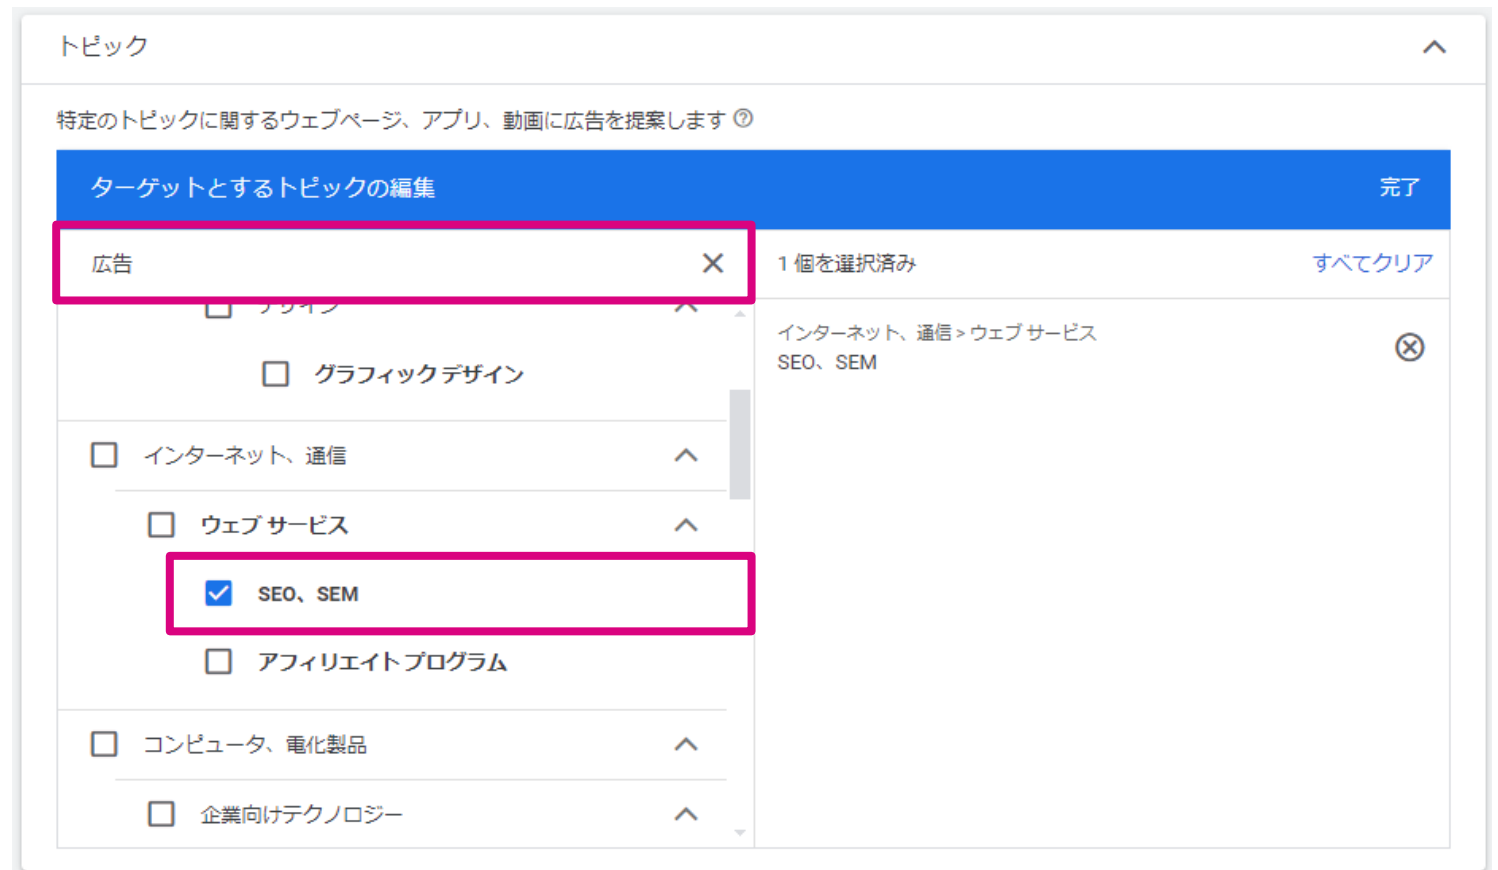 トピック
特定のトピックに関するウェブページ、アプリ、動画に広告を提案します
ターゲットとするトピックの編集
完了
広告
1 個を選択済み
すべてクリア
デザイン
グラフィック デザイン
インターネット、通信
ウェブ サービス
SEO、SEM
アフィリエイト プログラム
コンピュータ、電化製品
企業向けテクノロジー
インターネット、通信 > ウェブ サービス
SEO、SEM